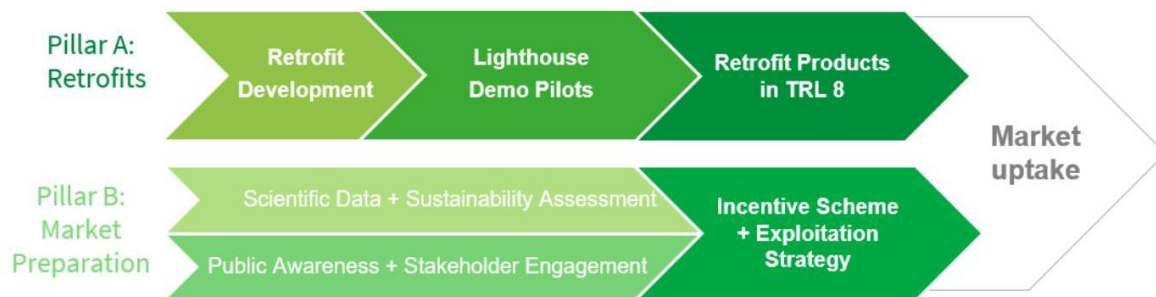 Pillar A:
Retrofits
Retrofit
Development
Lighthouse
Demo Pilots
Retrofit Products
in TRL 8
Market
uptake
Pillar B:
Market
Preparation
Scientific Data + Sustainability Assessment
Public Awareness + Stakeholder Engagement
Incentive Scheme
+ Exploitation
Strategy